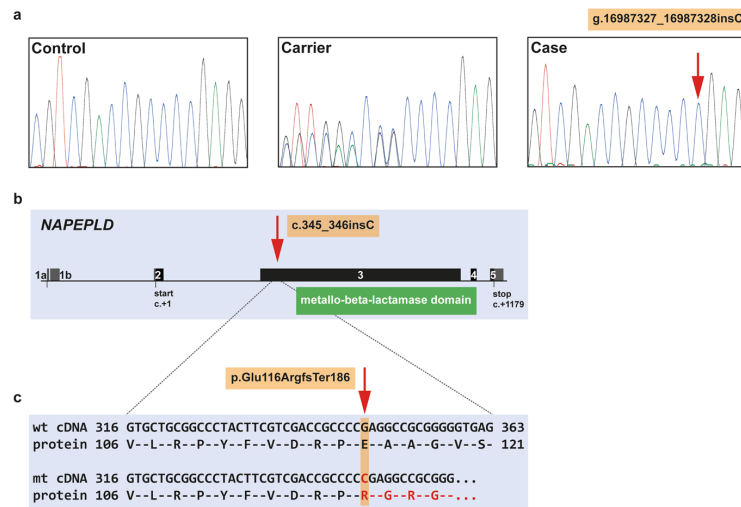 a
g.16987327_16987328insC
Control
Carrier
Case
b
NAPEPLD
c.345_346insC
1a
1b
2
3
4
5
start
c.+1
metallo-beta-lactamase domain
stop
c.+1179
p.Glu116ArgfsTer186
c
wt cDNA 316 GTGCTGCGGCCCTACTTCGTCGACCGCCCCGAGGCCGCGGGGGTGAG 363
protein 106 V--L--R--P--Y--F--V--D--R--P--E--A--A--G--V--S- 121
mt cDNA 316 GTGCTGCGGCCCTACTTCGTCGACCGCCCCCGAGGCCGCGGG...
protein 106 V--L--R--P--Y--F--V--D--R--P--R--G--R--G--...